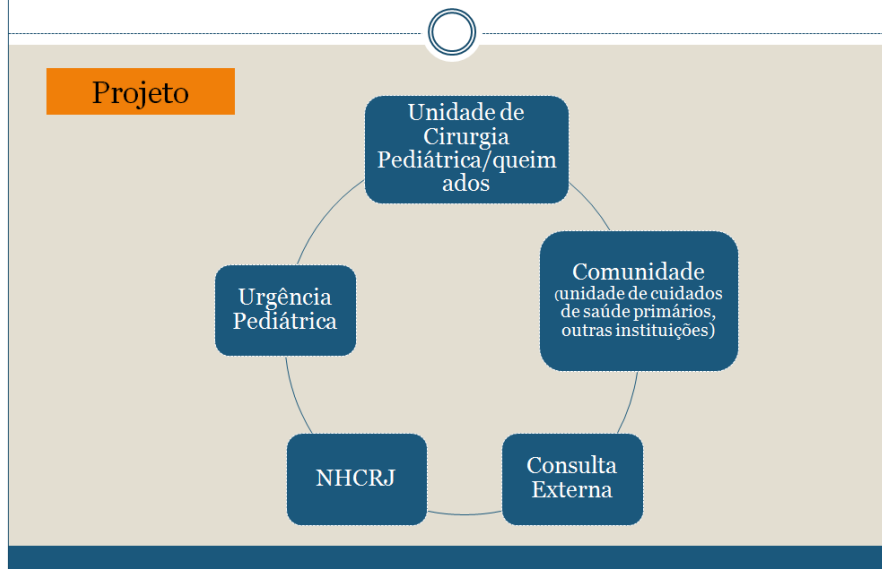 Projeto
Unidade de
Cirurgia
Pediátrica/queim
ados
Comunidade
(unidade de cuidados
de saúde primários,
outras instituições)
Consulta
Externa
NHCRJ
Urgência
Pediátrica